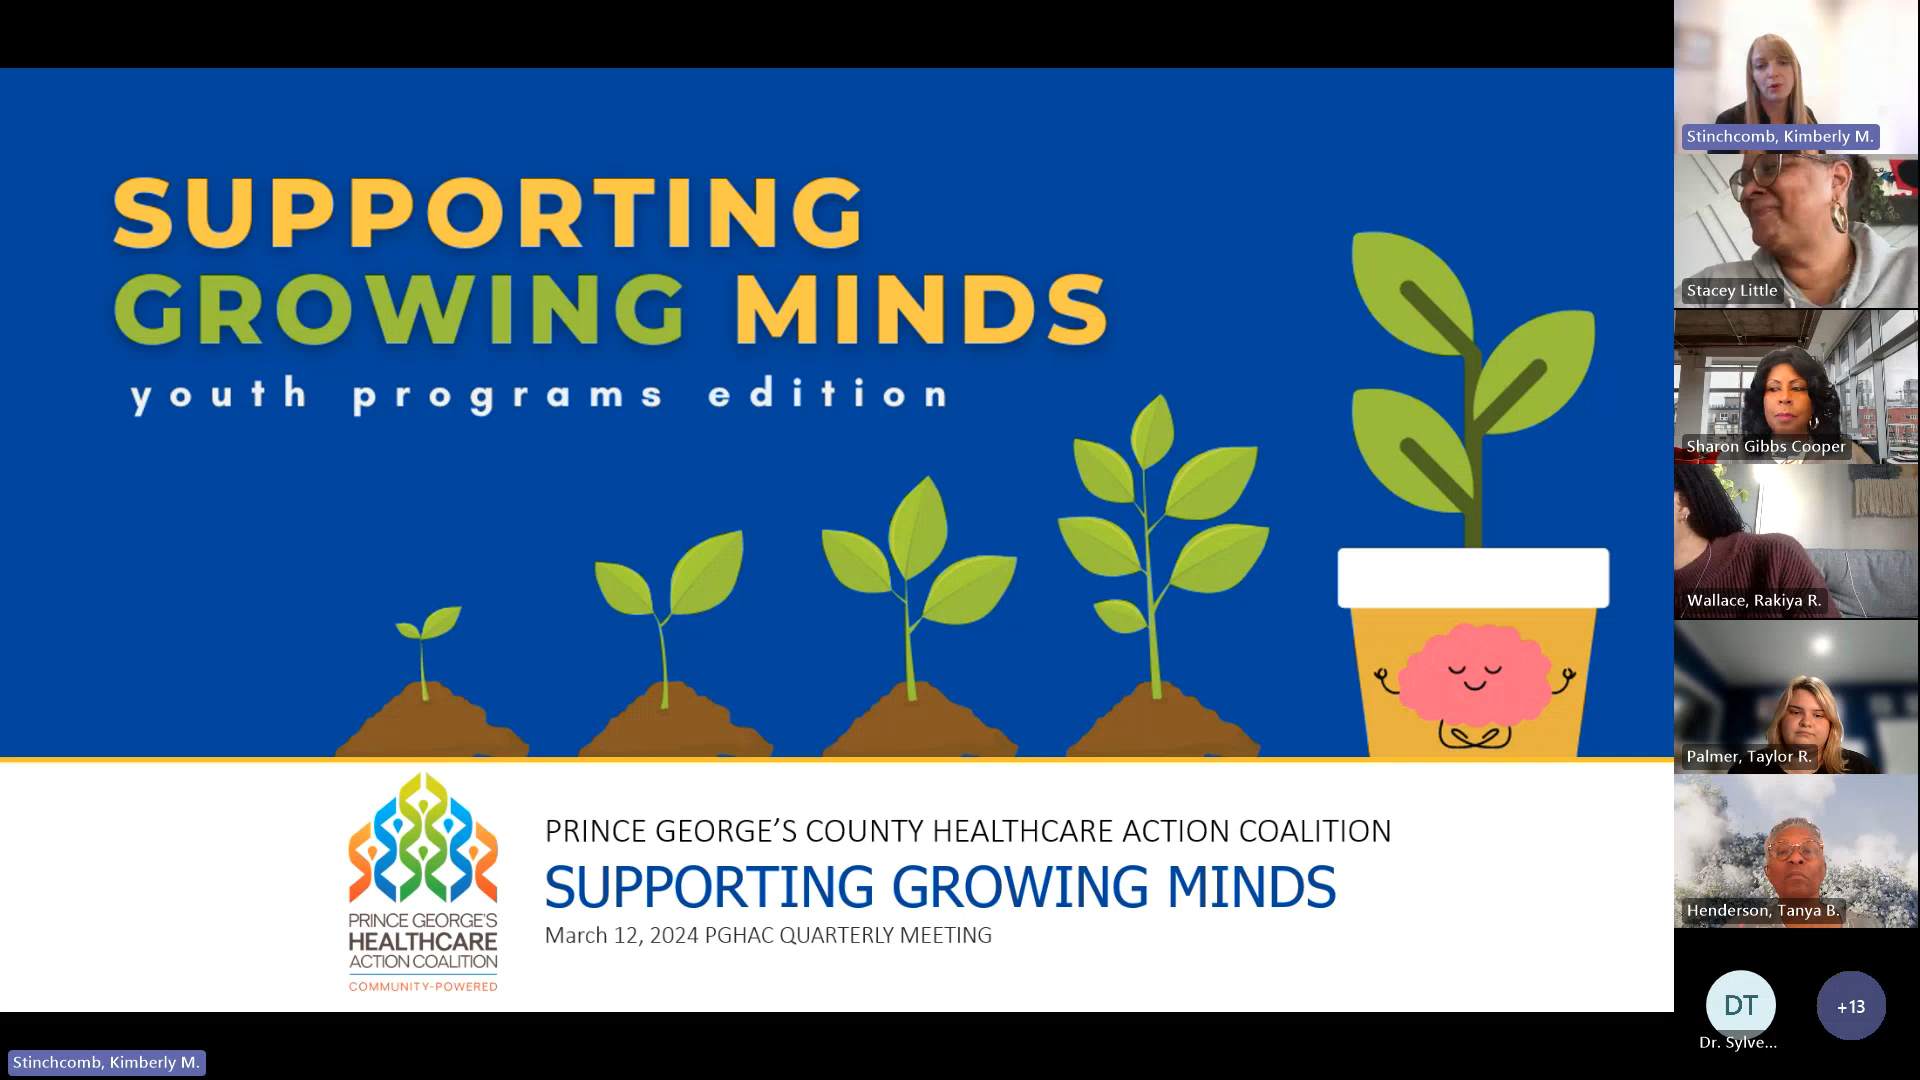 SUPPORTING
GROWING MINDS
youth programs edition
PRINCE GEORGE'S
HEALTHCARE
ACTION COALITION
COMMUNITY-POWERED
PRINCE GEORGE’S COUNTY HEALTHCARE ACTION COALITION
SUPPORTING GROWING MINDS
March 12, 2024 PGHAC QUARTERLY MEETING
Stinchcomb, Kimberly M.
Stinchcomb, Kimberly M.
Stacey Little
Sharon Gibbs Cooper
Wallace, Rakiya R.
Palmer, Taylor R.
Henderson, Tanya B.
DT
Dr. Sylve...
+13